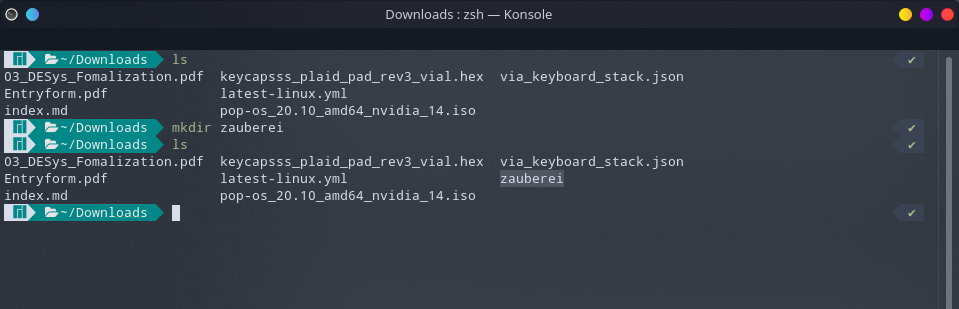 Downloads : zsh — Konsole
~/Downloads ls ✔
03_DESys_Fomalization.pdf keycapsss_plaid_pad_rev3_vial.hex via_keyboard_stack.json
Entryform.pdf latest-linux.yml
index.md pop-os_20.10_amd64_nvidia_14.iso
~/Downloads mkdir zauberei ✔
~/Downloads ls ✔
03_DESys_Fomalization.pdf keycapsss_plaid_pad_rev3_vial.hex via_keyboard_stack.json
Entryform.pdf latest-linux.yml zauberei
index.md pop-os_20.10_amd64_nvidia_14.iso
~/Downloads ✔